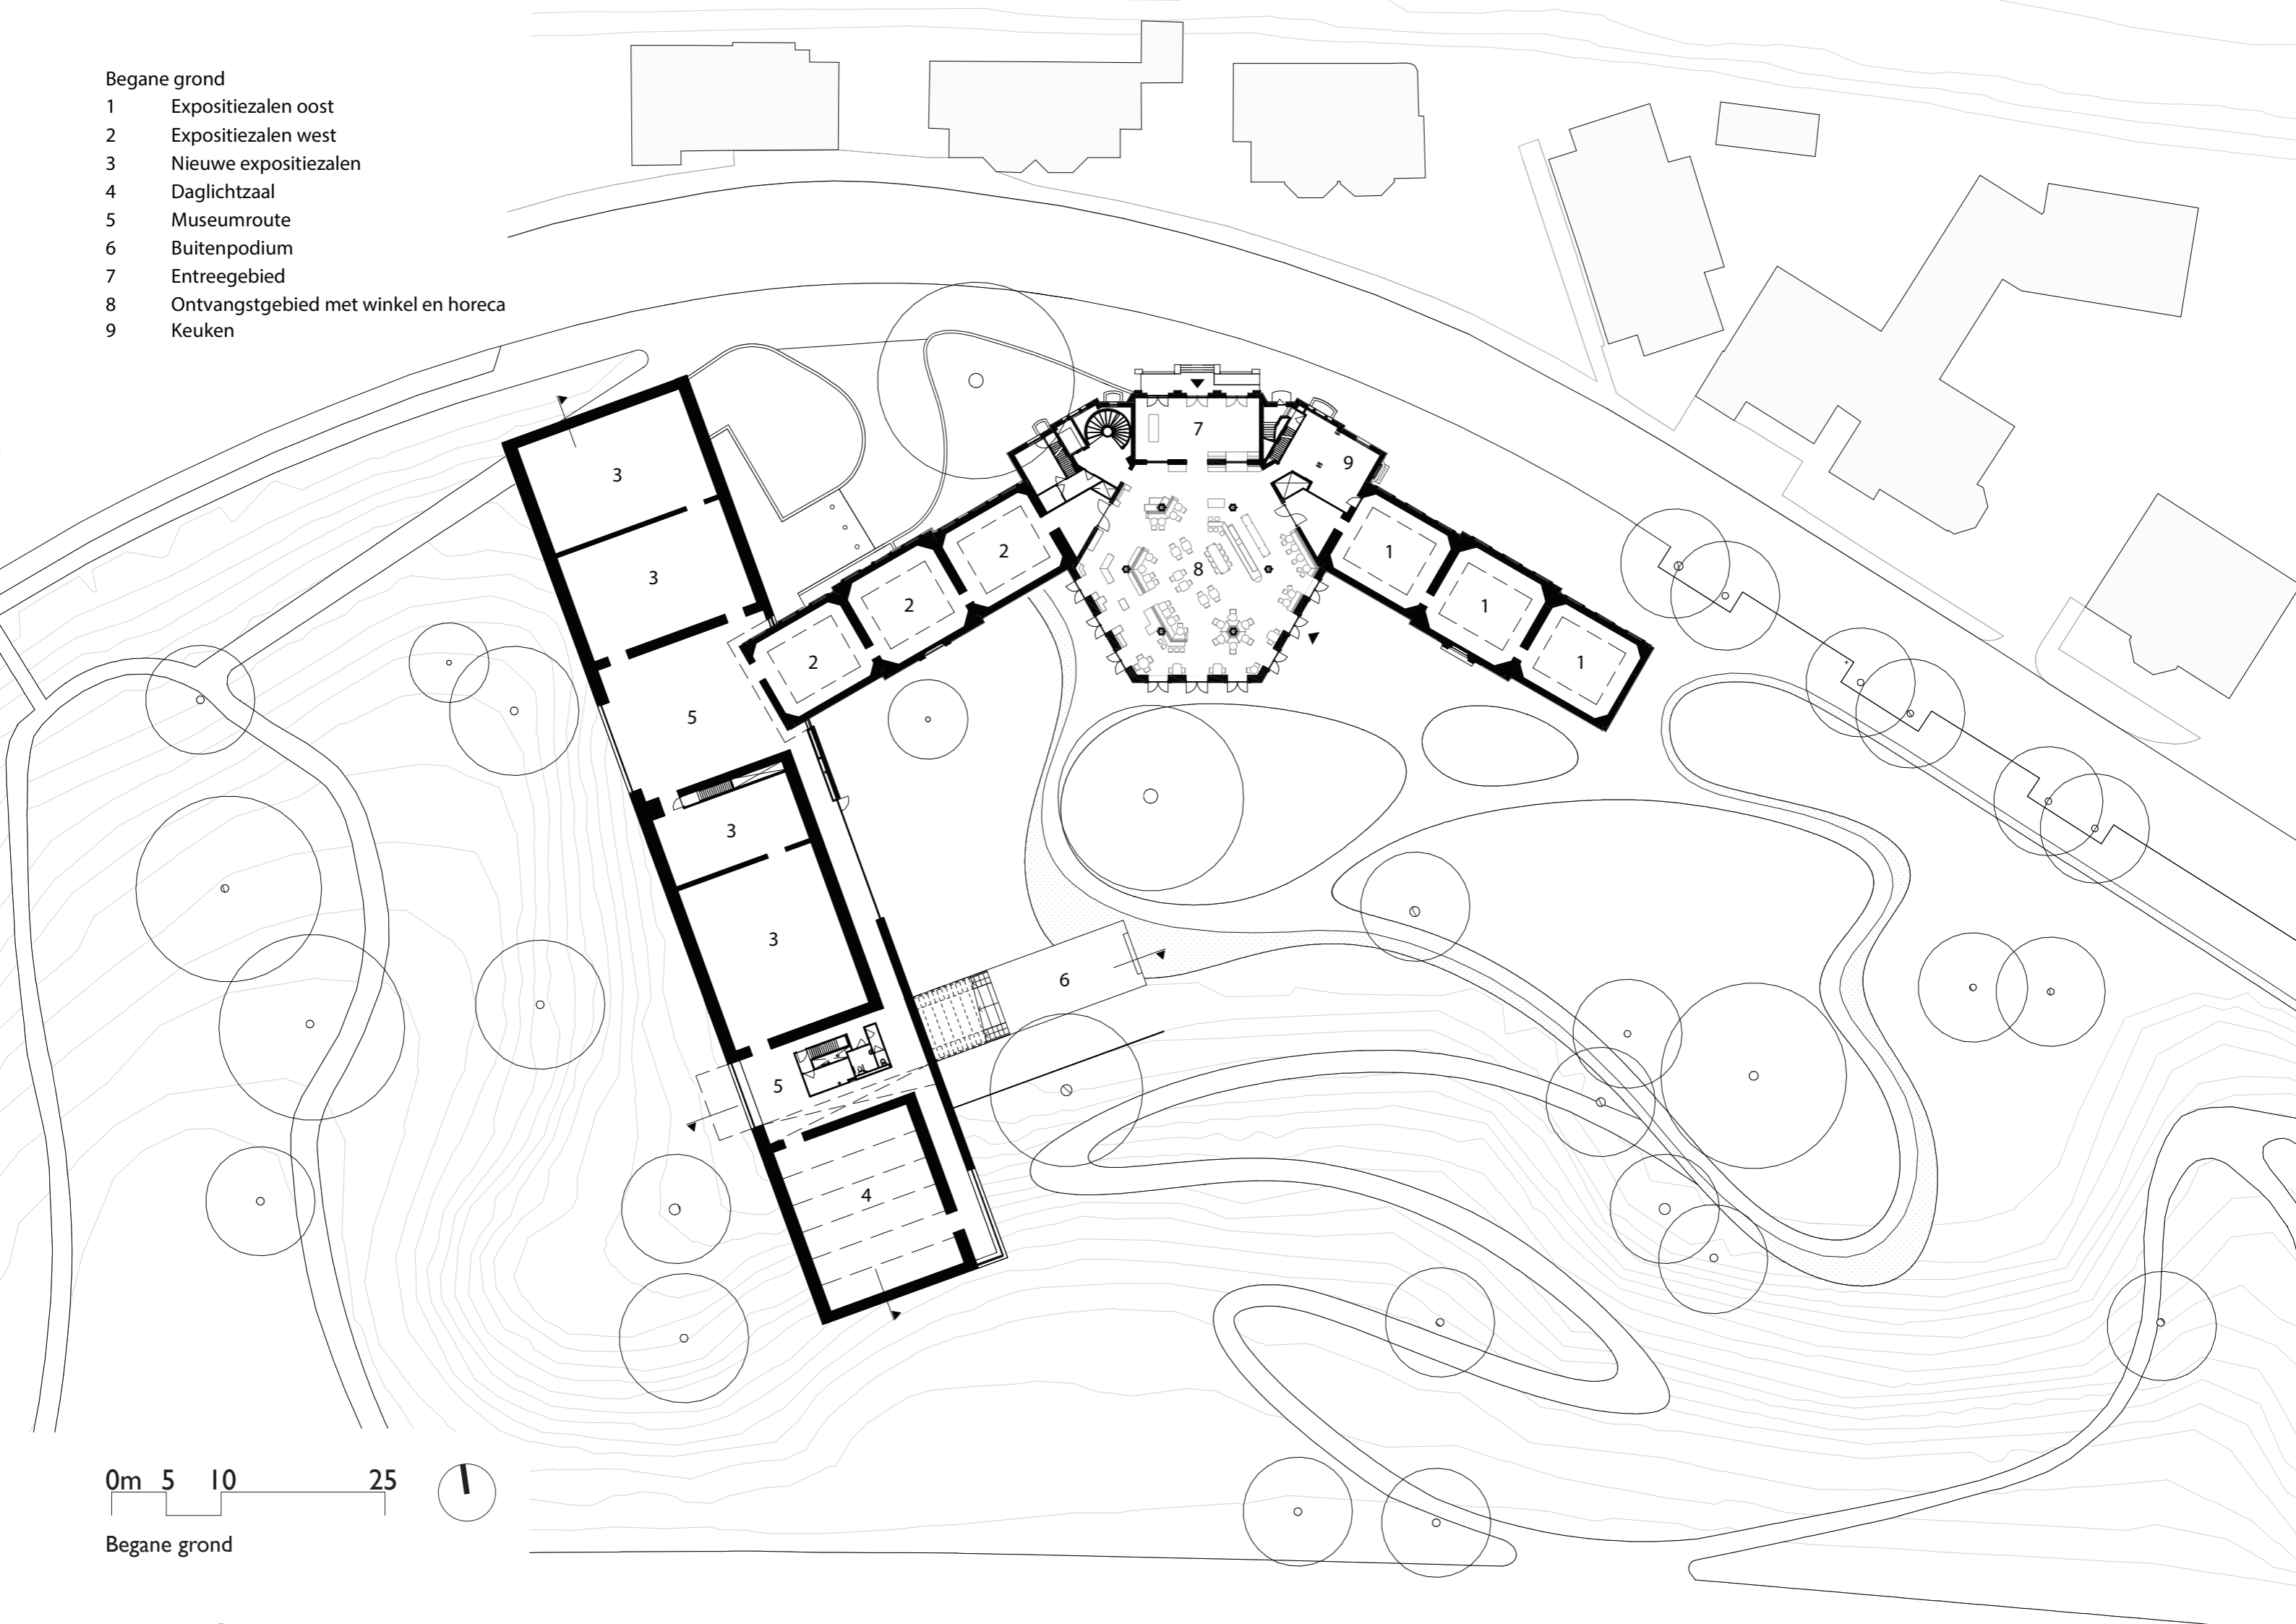 Begane grond
1 Expositiezalen oost
2 Expositiezalen west
3 Nieuwe expositiezalen
4 Daglichtzaal
5 Museumroute
6 Buitenpodium
7 Entreegebied
8 Ontvangstgebied met winkel en horeca
9 Keuken
7
9
3
2
1
3
8
2
1
2
1
5
3
3
6
5
4
0m 5 10 25
Begane grond